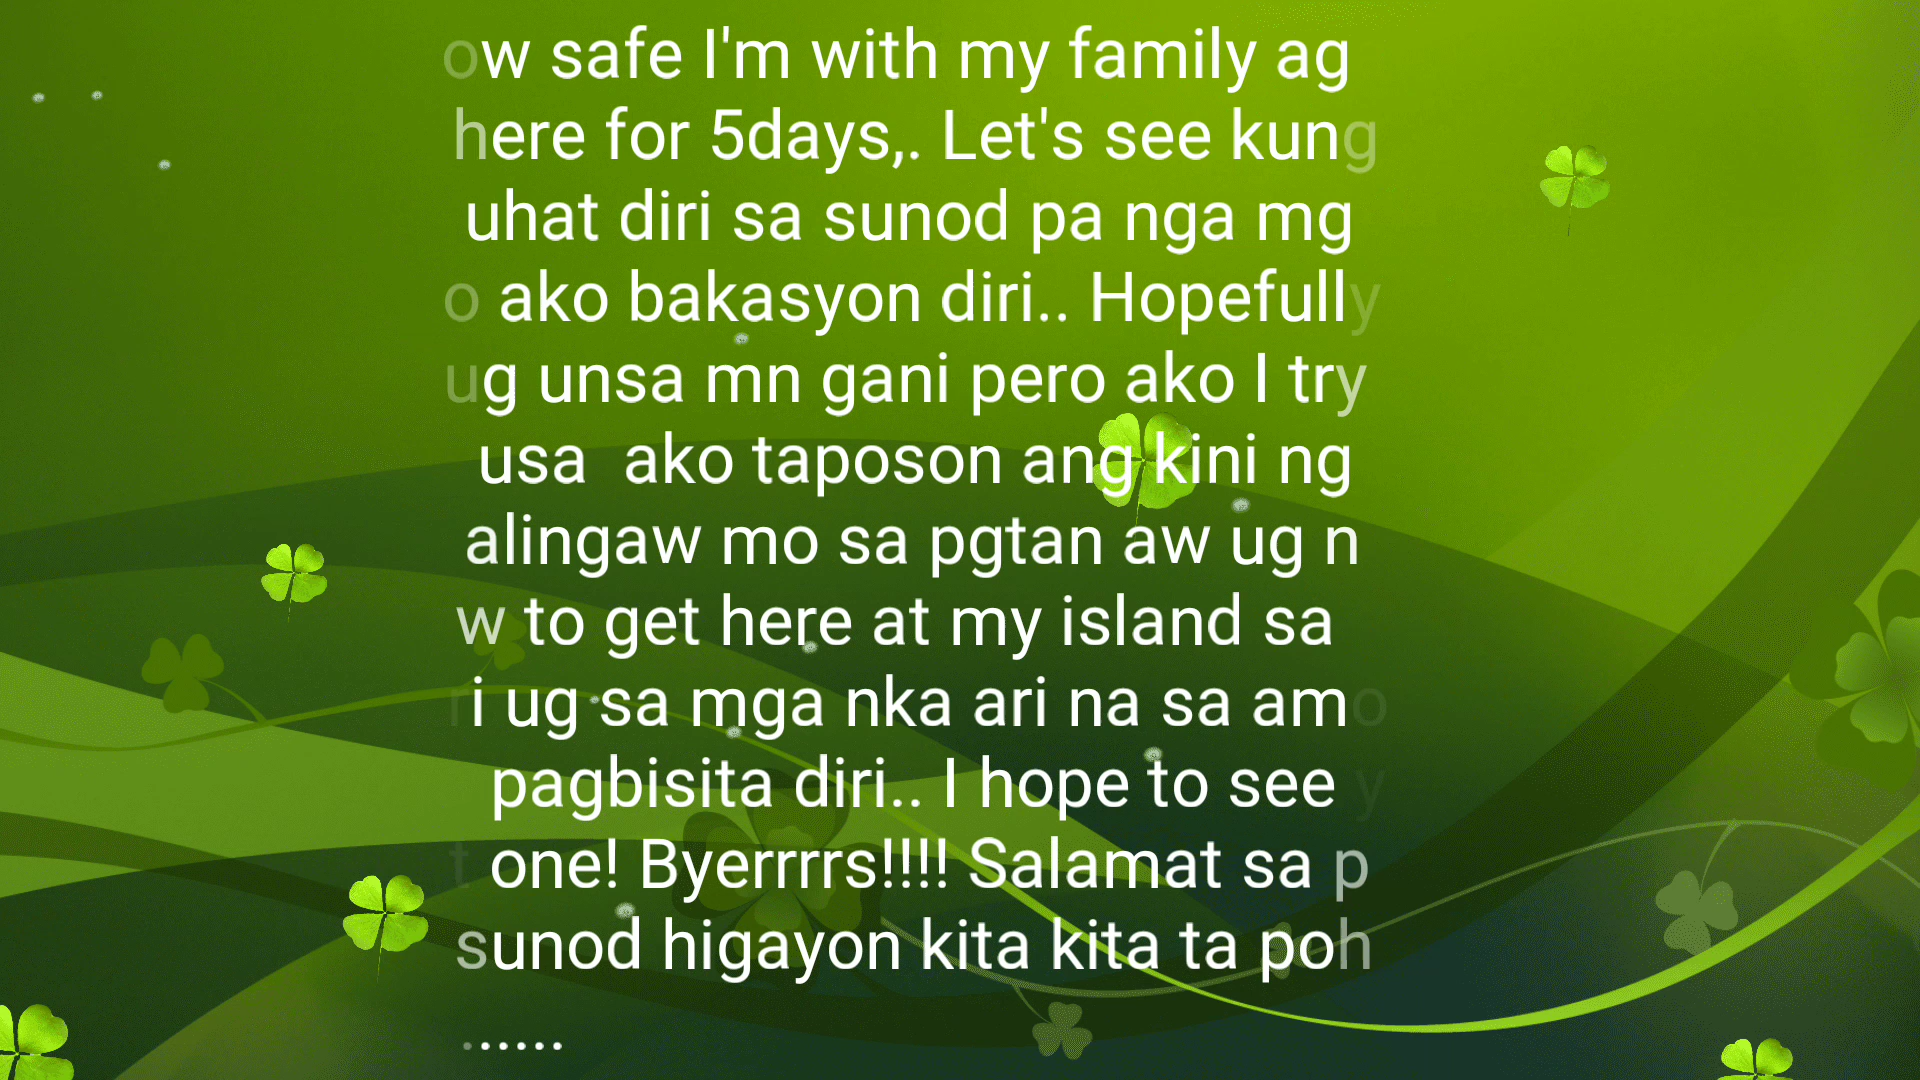 ow safe I'm with my family ag
here for 5days,. Let's see kung
uhat diri sa sunod pa nga mg
o ako bakasyon diri.. Hopefully
ug unsa mn gani pero ako I try
usa ako taposon ang kini ng
alingaw mo sa pgtan aw ug n
w to get here at my island sa
ri ug sa mga nka ari na sa amo
pagbisita diri.. I hope to see y
t one! Byerrrrs!!!! Salamat sa p
sunod higayon kita kita ta poh
......